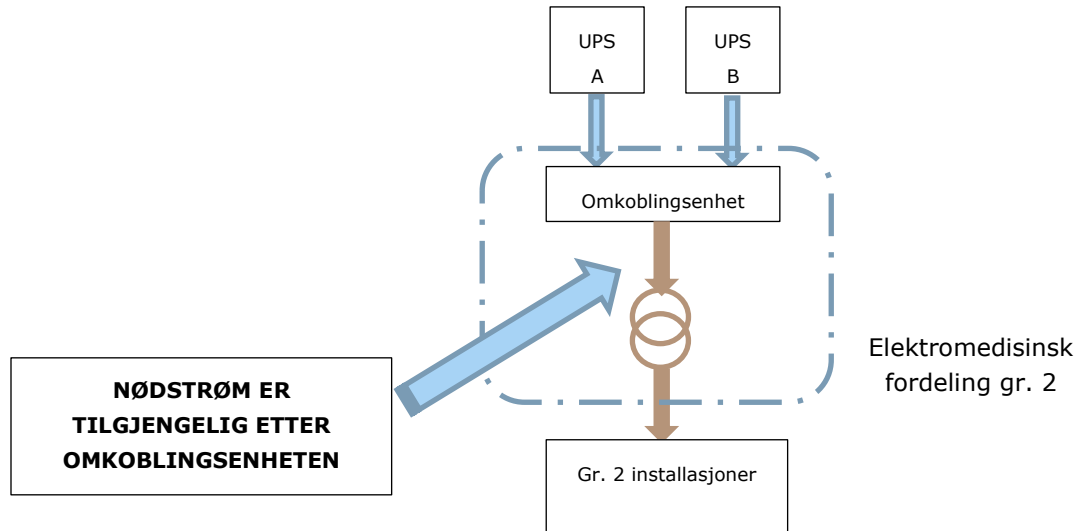 UPS
A
UPS
B
Omkoblingsenhet
Elektromedisinsk
fordeling gr. 2
NØDSTRØM ER
TILGJENGELIG ETTER
OMKOBLINGSENHETEN
Gr. 2 installasjoner